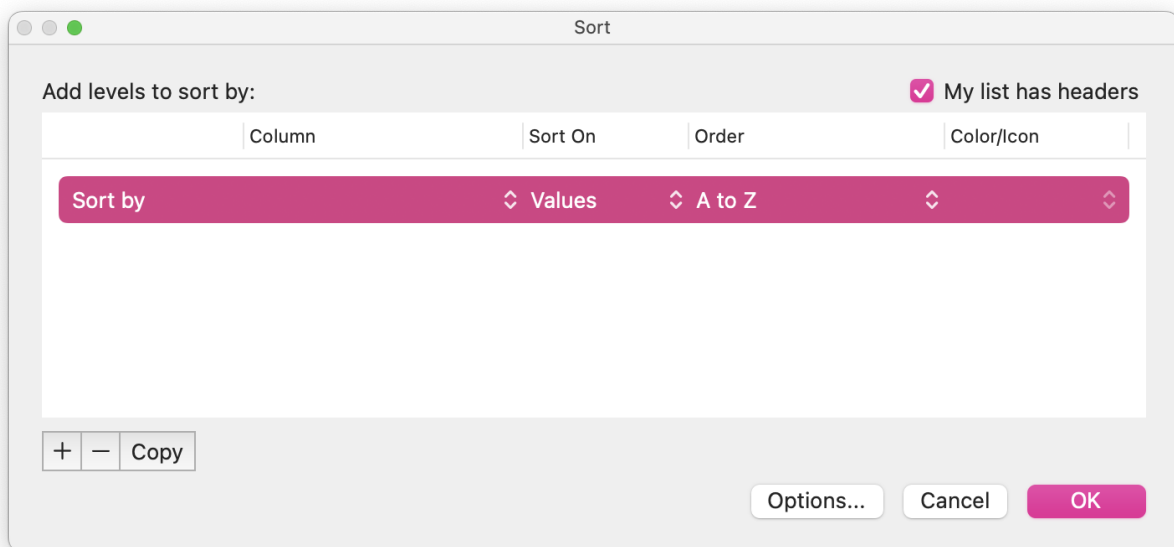 Sort
Add levels to sort by: My list has headers
Column Sort On Order Color/Icon
Sort by Values A to Z
+ − Copy
Options... Cancel OK